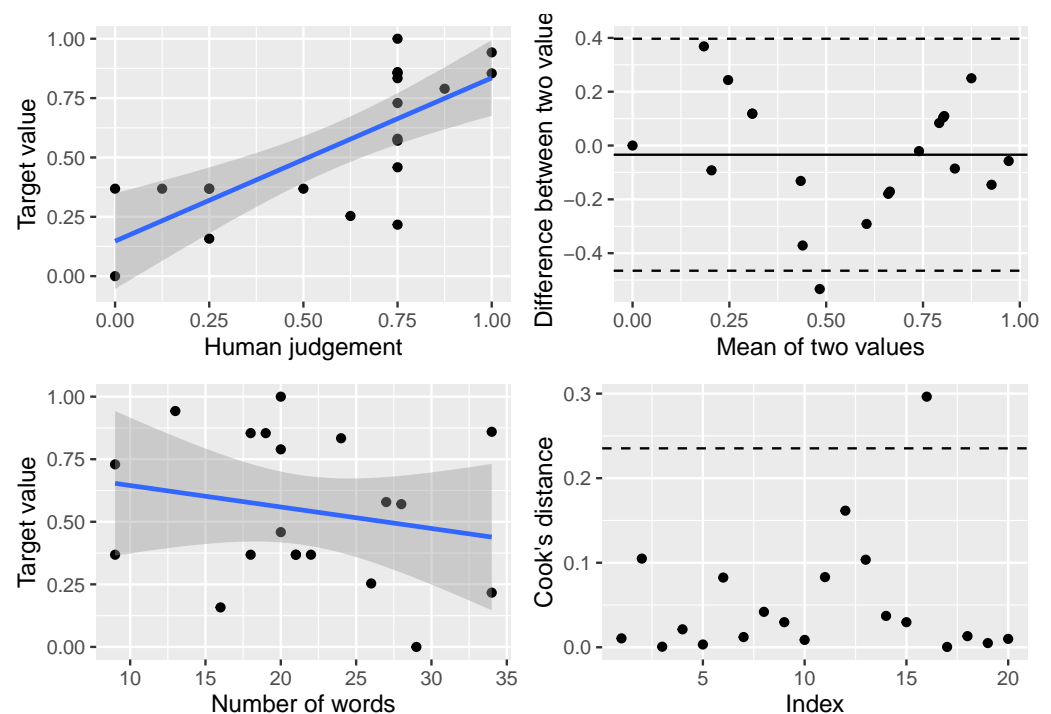 1.00
0.75
0.50
0.25
0.00
Target value
0.00 0.25 0.50 0.75 1.00
Human judgement
0.4
0.2
0.0
−0.2
−0.4
Difference between two value
0.00 0.25 0.50 0.75 1.00
Mean of two values
1.00
0.75
0.50
0.25
0.00
Target value
10 15 20 25 30 35
Number of words
0.3
0.2
0.1
0.0
Cook's distance
5 10 15 20
Index